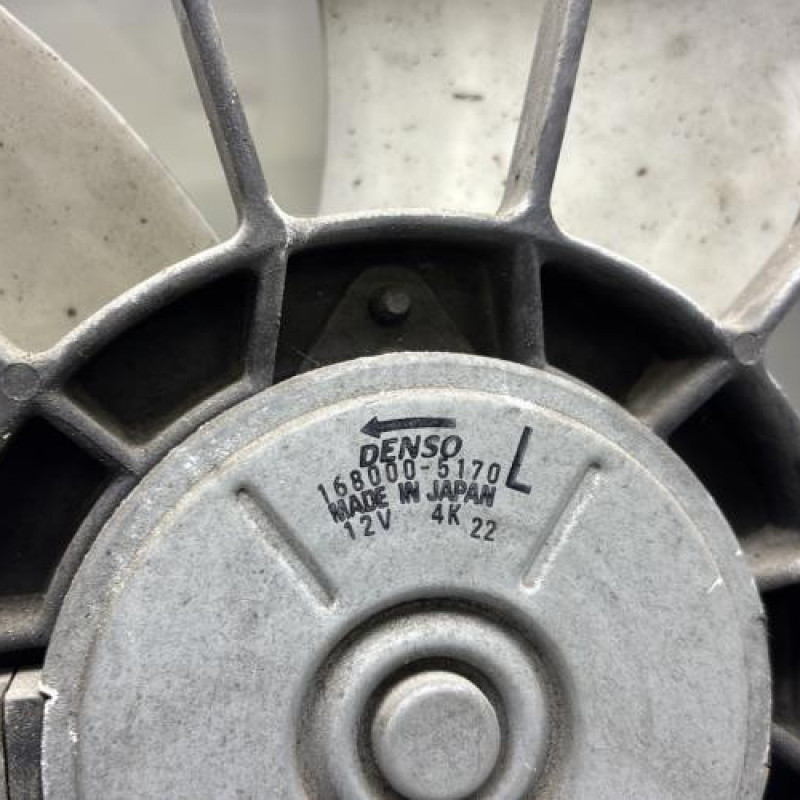 DENSO
168000-5170 L
MADE IN JAPAN
12V 4K 22